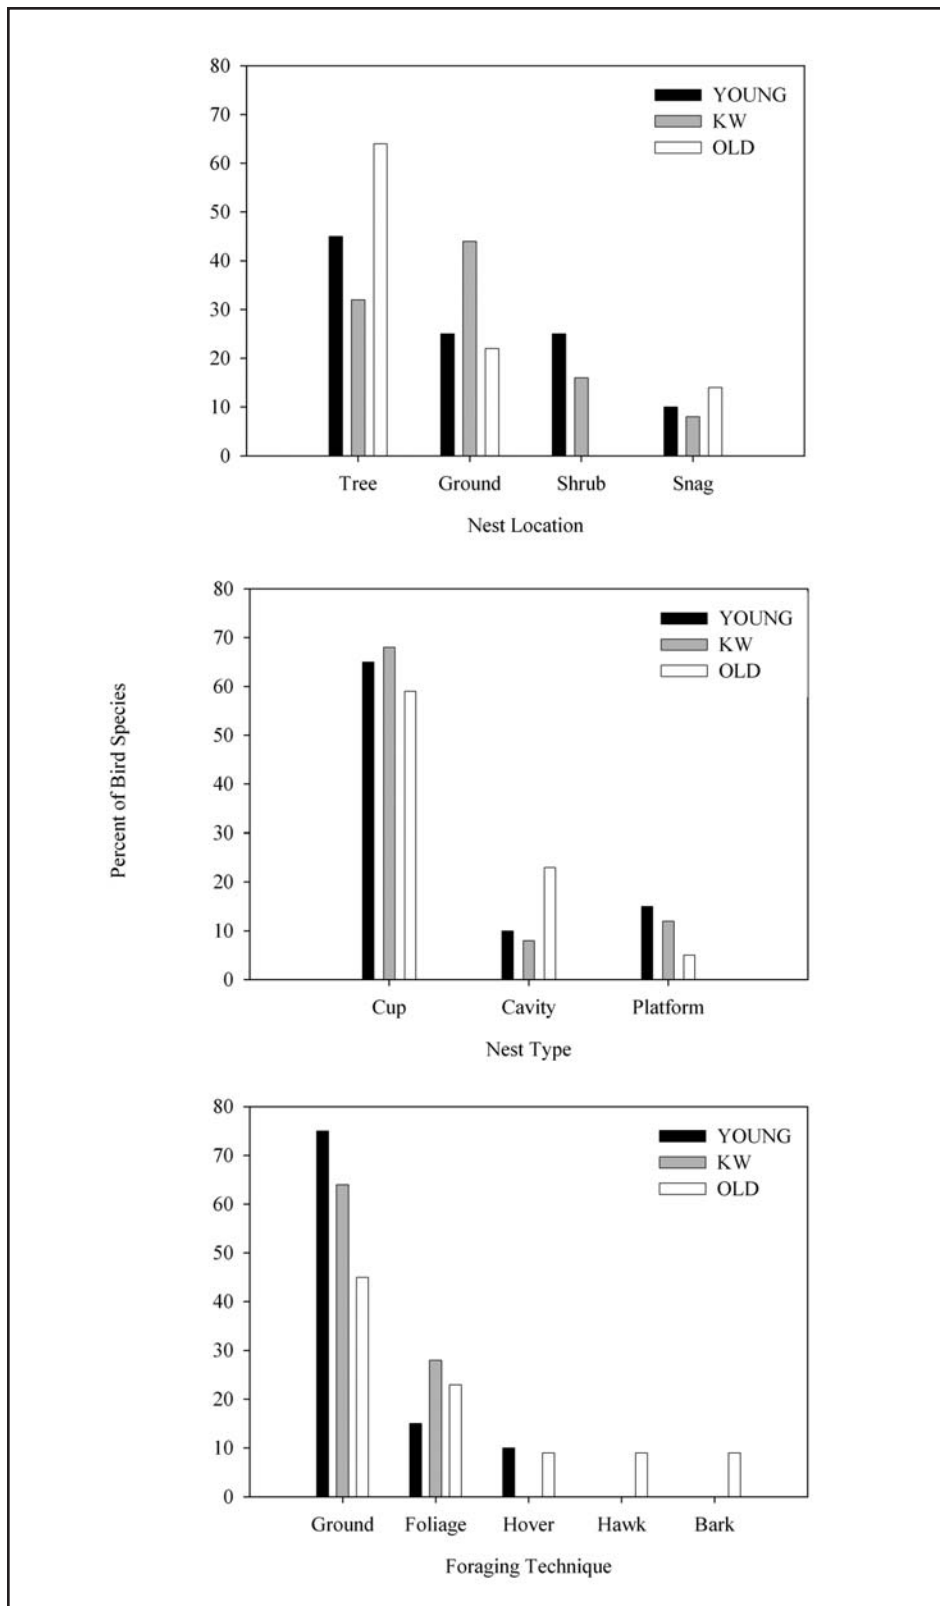 80
70
60
50
40
30
20
10
0
YOUNG
KW
OLD
Tree Ground Shrub Snag
Nest Location
Percent of Bird Species
80
70
60
50
40
30
20
10
0
YOUNG
KW
OLD
Cup Cavity Platform
Nest Type
80
70
60
50
40
30
20
10
0
YOUNG
KW
OLD
Ground Foliage Hover Hawk Bark
Foraging Technique